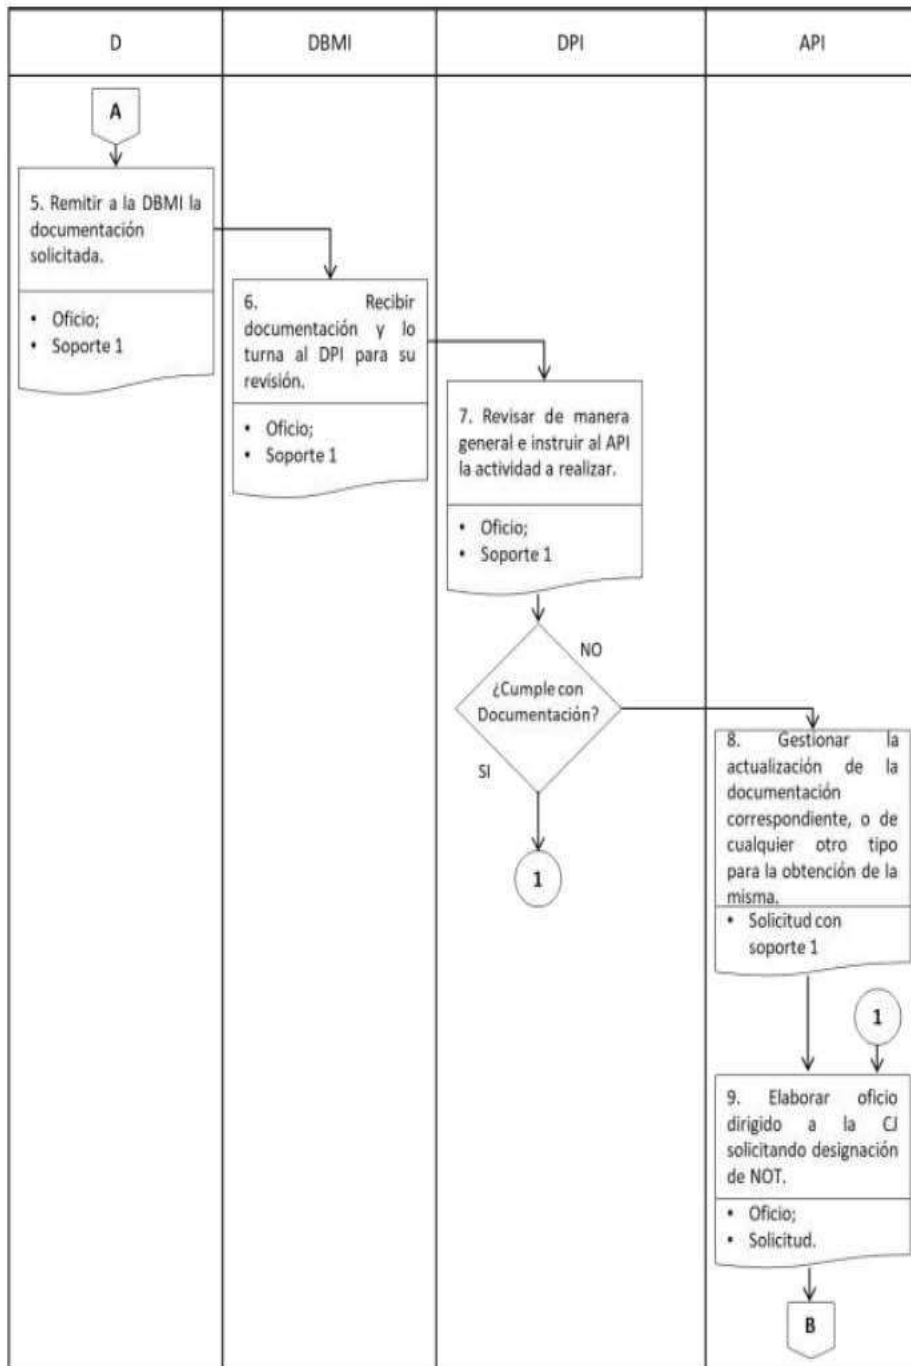 D
DBMI
DPI
API
A
5. Remitir a la DBMI la
documentación
solicitada.
• Oficio;
• Soporte 1
6. Recibir
documentación y lo
turna al DPI para su
revisión.
• Oficio;
• Soporte 1
7. Revisar de manera
general e instruir al API
la actividad a realizar.
• Oficio;
• Soporte 1
¿Cumple con
Documentación?
NO
SI
1
8. Gestionar la
actualización de la
documentación
correspondiente, o de
cualquier otro tipo
para la obtención de la
misma.
• Solicitud con
soporte 1
1
9. Elaborar oficio
dirigido a la CJ
solicitando designación
de NOT.
• Oficio;
• Solicitud.
B